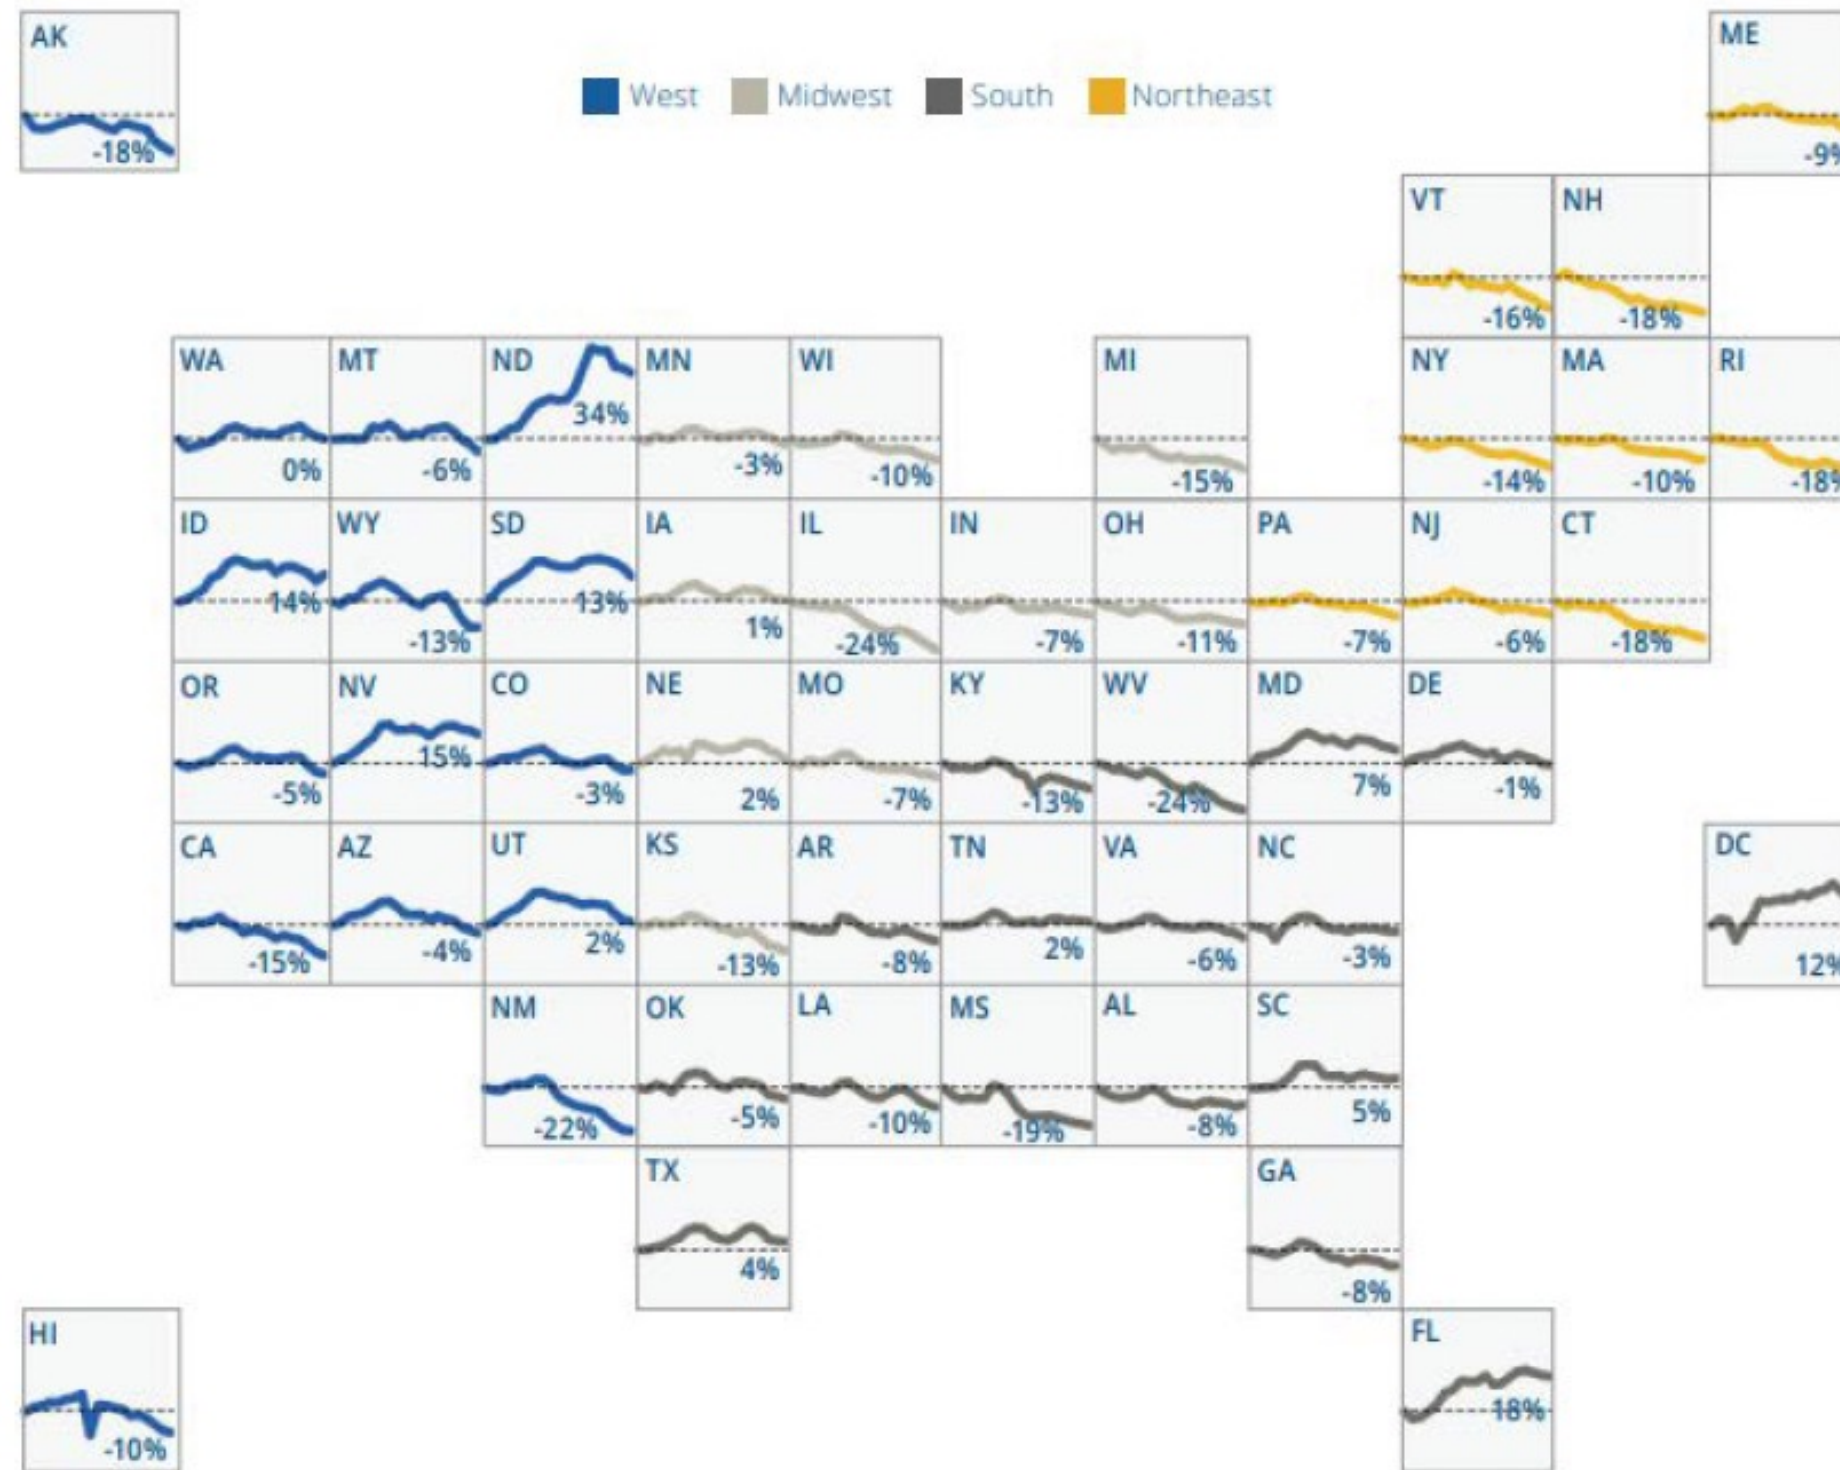 AK
ME
West Midwest South Northeast
-18%
-9%
VT NH
-16% -18%
WA MT ND MN WI MI NY MA RI
34%
0% -6% -3% -10% -15% -14% -10% -18%
ID WY SD IA IL IN OH PA NJ CT
14% -13% 13% 1% -24% -7% -11% -7% -6% -18%
OR NV CO NE MO KY WV MD DE
-5% 15% -3% 2% -7% -13% -24% 7% -1%
CA AZ UT KS AR TN VA NC DC
-15% -4% 2% -13% -8% 2% -6% -3% 12%
NM OK LA MS AL SC
-22% -5% -10% -19% -8% 5%
TX GA
4% -8%
HI FL
-10% 18%